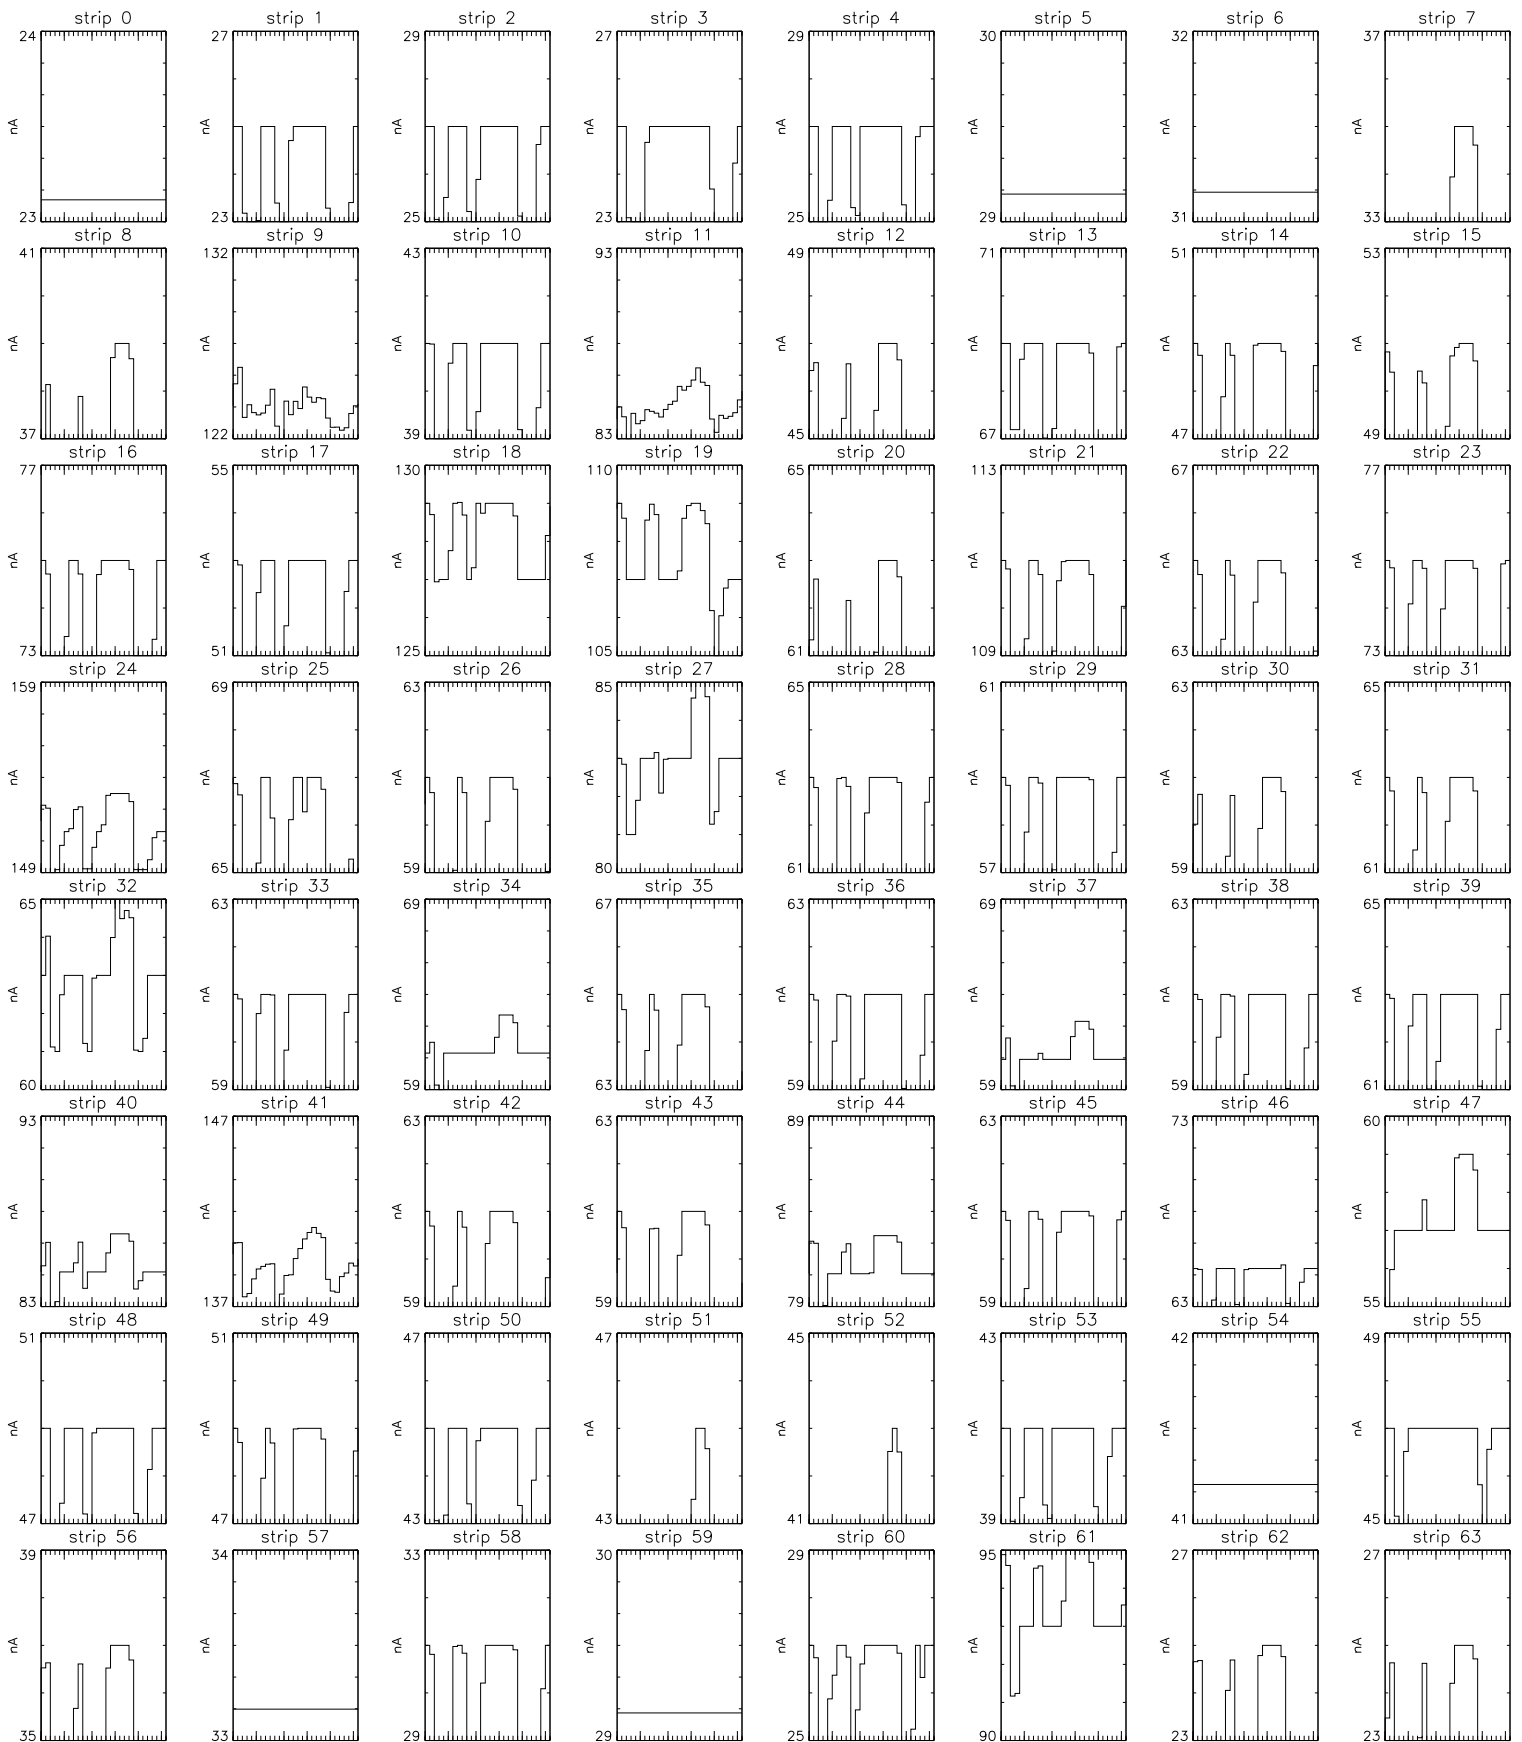 strip 0 strip 1 strip 2 strip 3 strip 4 strip 5 strip 6 strip 7
24 27 29 27 29 30 32 37
nA nA nA nA nA nA nA nA
23 23 25 23 25 29 31 33
strip 8 strip 9 strip 10 strip 11 strip 12 strip 13 strip 14 strip 15
41 132 43 93 49 71 51 53
nA nA nA nA nA nA nA nA
37 122 39 83 45 67 47 49
strip 16 strip 17 strip 18 strip 19 strip 20 strip 21 strip 22 strip 23
77 55 130 110 65 113 67 77
nA nA nA nA nA nA nA nA
73 51 125 105 61 109 63 73
strip 24 strip 25 strip 26 strip 27 strip 28 strip 29 strip 30 strip 31
159 69 63 85 65 61 63 65
nA nA nA nA nA nA nA nA
149 65 59 80 61 57 59 61
strip 32 strip 33 strip 34 strip 35 strip 36 strip 37 strip 38 strip 39
65 63 69 67 63 69 63 65
nA nA nA nA nA nA nA nA
60 59 59 63 59 59 59 61
strip 40 strip 41 strip 42 strip 43 strip 44 strip 45 strip 46 strip 47
93 147 63 63 89 63 73 60
nA nA nA nA nA nA nA nA
83 137 59 59 79 59 63 55
strip 48 strip 49 strip 50 strip 51 strip 52 strip 53 strip 54 strip 55
51 51 47 47 45 43 42 49
nA nA nA nA nA nA nA nA
47 47 43 43 41 39 41 45
strip 56 strip 57 strip 58 strip 59 strip 60 strip 61 strip 62 strip 63
39 34 33 30 29 95 27 27
nA nA nA nA nA nA nA nA
35 33 29 29 25 90 23 23